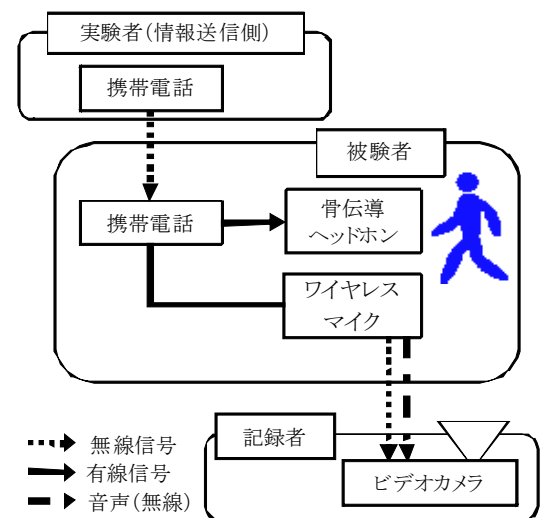 実験者(情報送信側)
携帯電話
被験者
携帯電話
骨伝導
ヘッドホン
ワイヤレス
マイク
記録者
ビデオカメラ
無線信号
有線信号
音声(無線)